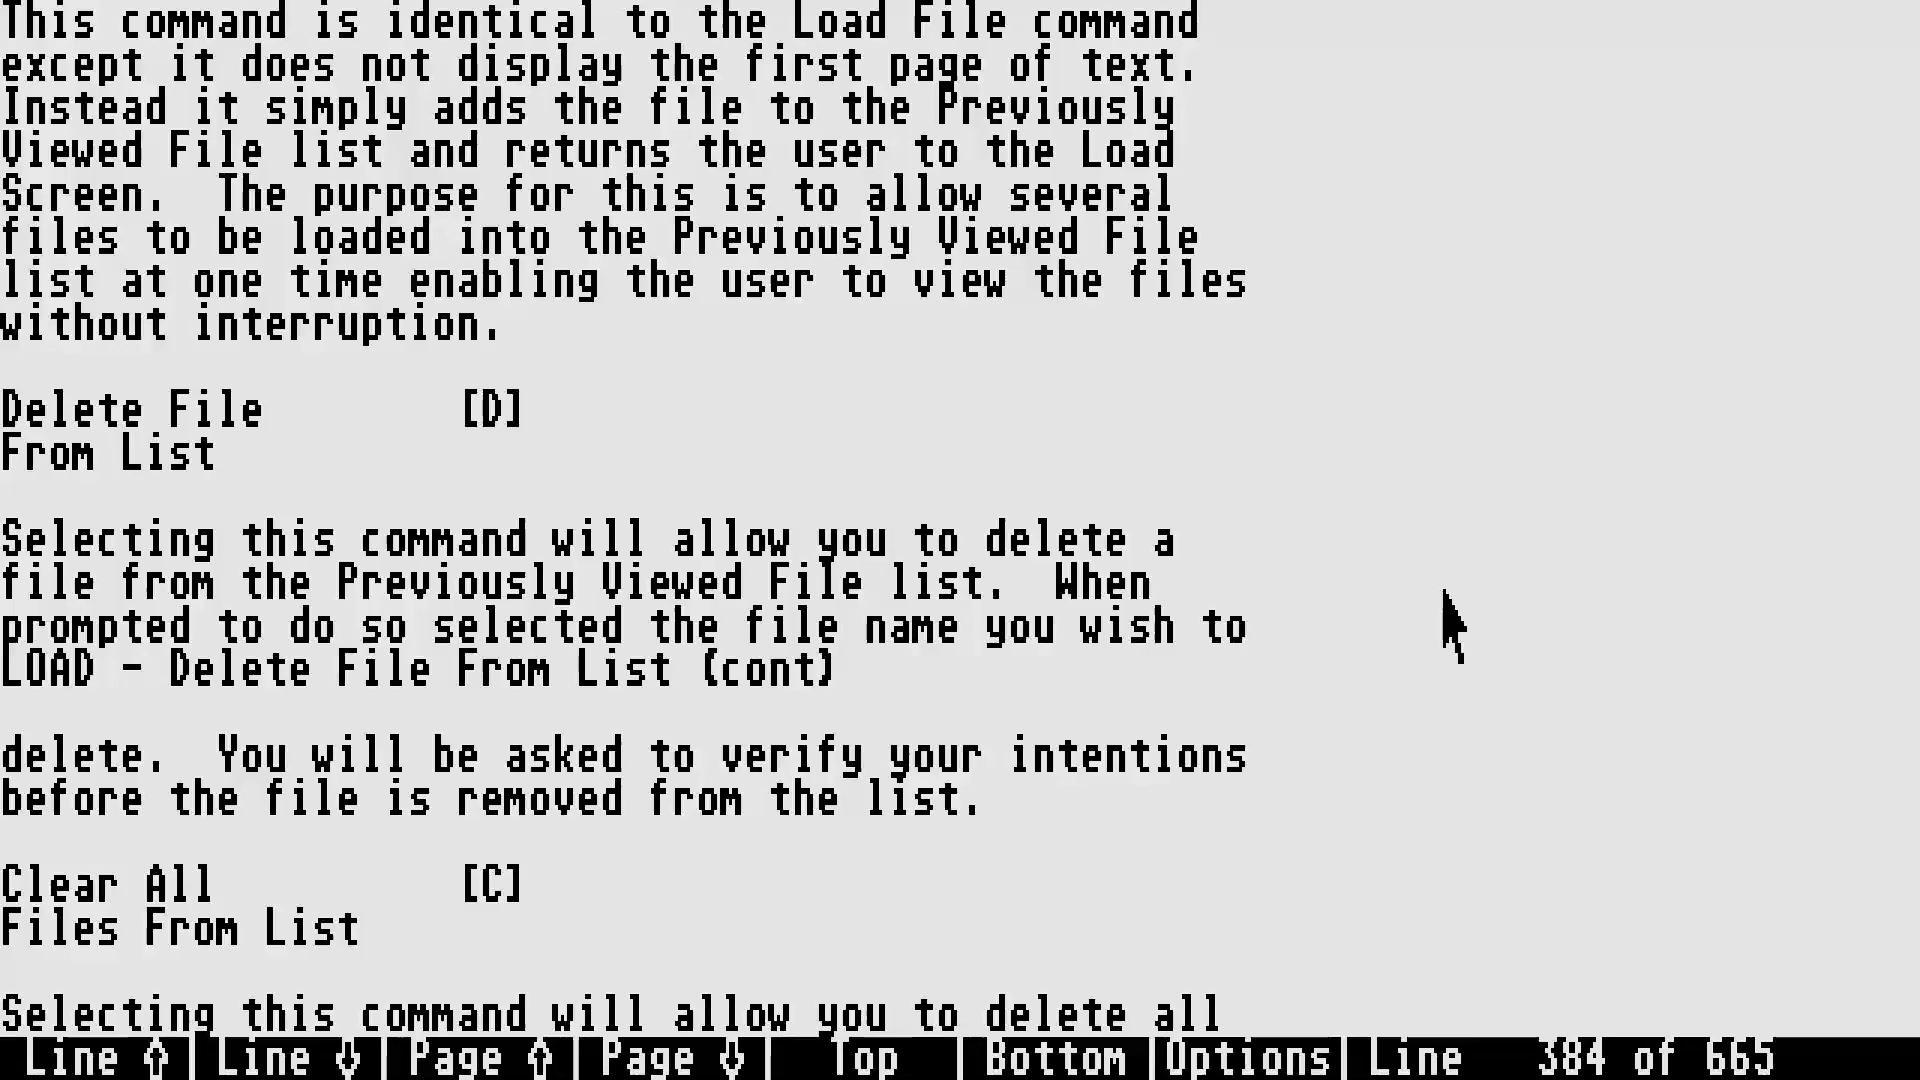 This command is identical to the Load File command
except it does not display the first page of text.
Instead it simply adds the file to the Previously
Viewed File list and returns the user to the Load
Screen.  The purpose for this is to allow several
files to be loaded into the Previously Viewed File
list at one time enabling the user to view the files
without interruption.
Delete File [D]
From List
Selecting this command will allow you to delete a
file from the Previously Viewed File list.  When
prompted to do so selected the file name you wish to
LOAD - Delete File From List (cont)
delete.  You will be asked to verify your intentions
before the file is removed from the list.
Clear All [C]
Files From List
Selecting this command will allow you to delete all
Line ⇧| Line ⇩| Page ⇧| Page ⇩| Top | Bottom |Options| Line 384 of 665